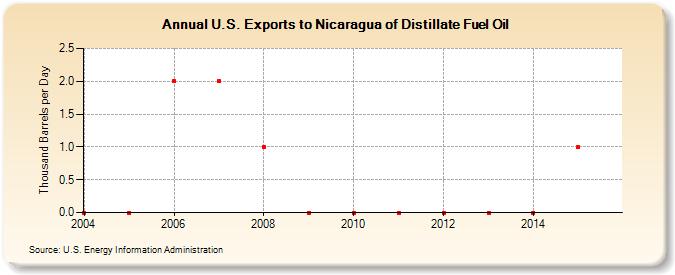 Annual U.S. Exports to Nicaragua of Distillate Fuel Oil
Thousand Barrels per Day
2.5
2.0
1.5
1.0
0.5
0.0
2004 2006 2008 2010 2012 2014
Source: U.S. Energy Information Administration